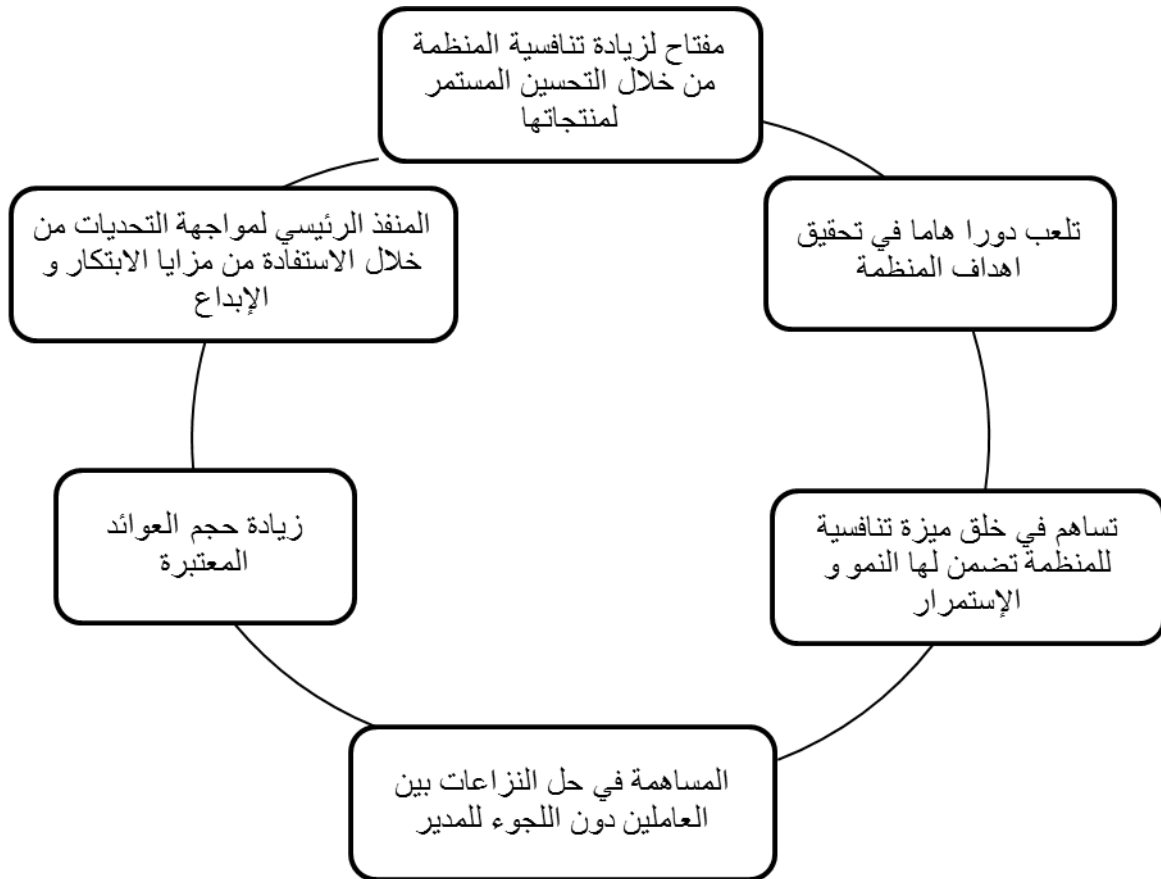 مفتاح لزيادة تنافسية المنظمة
من خلال التحسين المستمر
لمنتجاتها
تلعب دورا هاما في تحقيق
اهداف المنظمة
تساهم في خلق ميزة تنافسية
للمنظمة تضمن لها النمو و
الإستمرار
المساهمة في حل النزاعات بين
العاملين دون اللجوء للمدير
زيادة حجم العوائد
المعتبرة
المنفذ الرئيسي لمواجهة التحديات من
خلال الاستفادة من مزايا الابتكار و
الإبداع